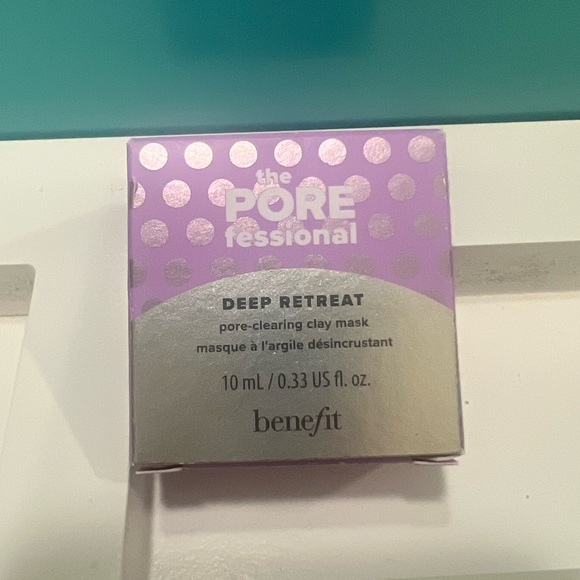 the
PORE
fessional
DEEP RETREAT
pore-clearing clay mask
masque à l'argile désincrustant
10 mL / 0.33 US fl. oz.
benefit